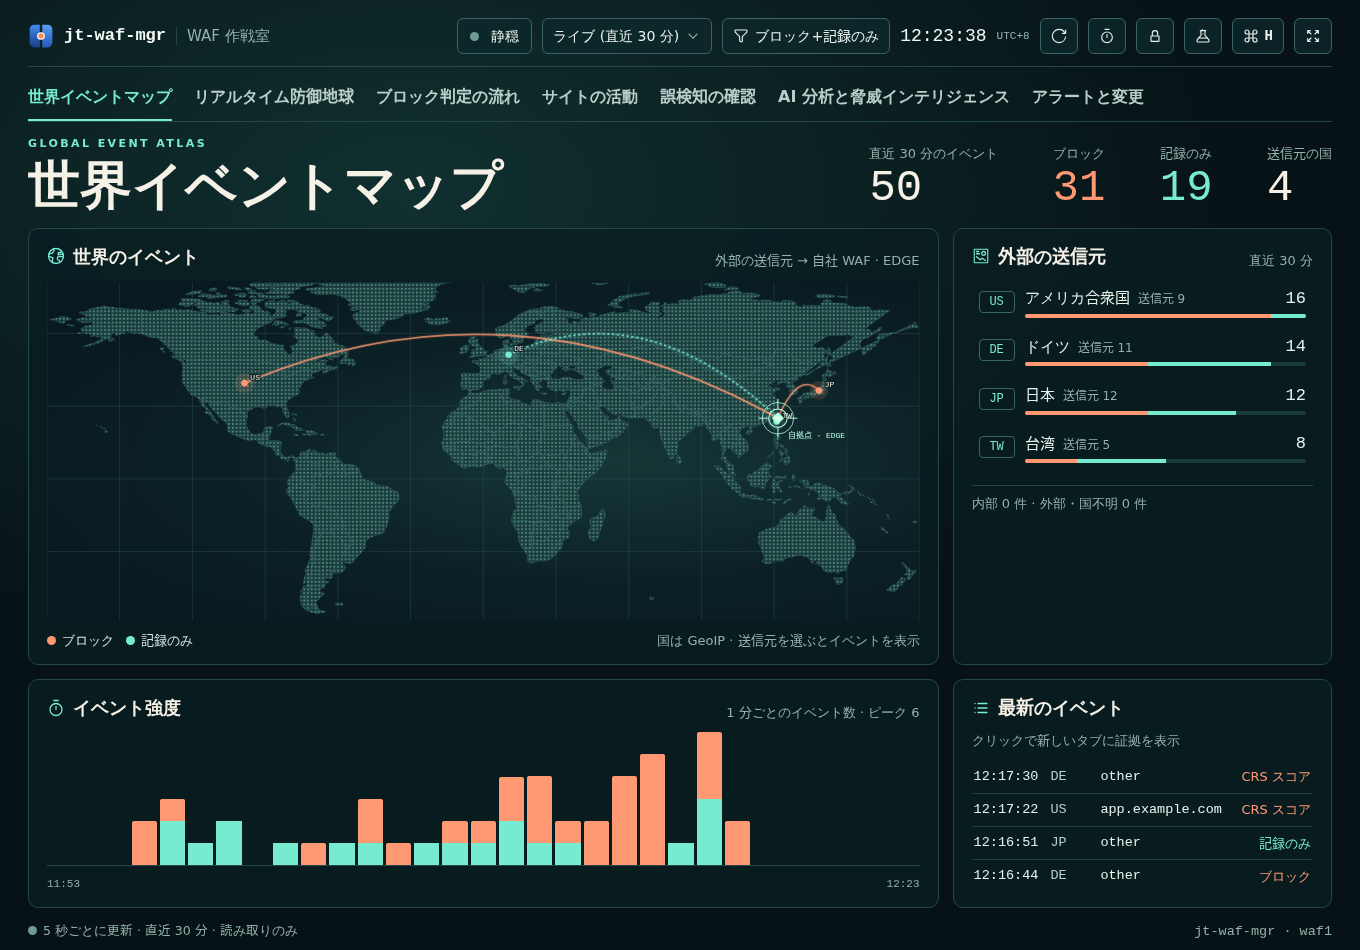 jt-waf-mgr
WAF 作戦室
静穏
ライブ (直近 30 分)
ブロック+記録のみ
12:23:38 UTC+8
⌘ H
世界イベントマップ リアルタイム防御地球 ブロック判定の流れ サイトの活動 誤検知の確認 AI 分析と脅威インテリジェンス アラートと変更
GLOBAL EVENT ATLAS
世界イベントマップ
直近 30 分のイベント
50
ブロック
31
記録のみ
19
送信元の国
4
世界のイベント
外部の送信元 → 自社 WAF · EDGE
US
DE
JP
自拠点 · EDGE
ブロック 記録のみ
国は GeoIP · 送信元を選ぶとイベントを表示
外部の送信元
直近 30 分
US アメリカ合衆国 送信元 9 16
DE ドイツ 送信元 11 14
JP 日本 送信元 12 12
TW 台湾 送信元 5 8
内部 0 件 · 外部・国不明 0 件
イベント強度
1 分ごとのイベント数 · ピーク 6
11:53 12:23
最新のイベント
クリックで新しいタブに証拠を表示
12:17:30 DE other CRS スコア
12:17:22 US app.example.com CRS スコア
12:16:51 JP other 記録のみ
12:16:44 DE other ブロック
5 秒ごとに更新 · 直近 30 分 · 読み取りのみ
jt-waf-mgr · waf1